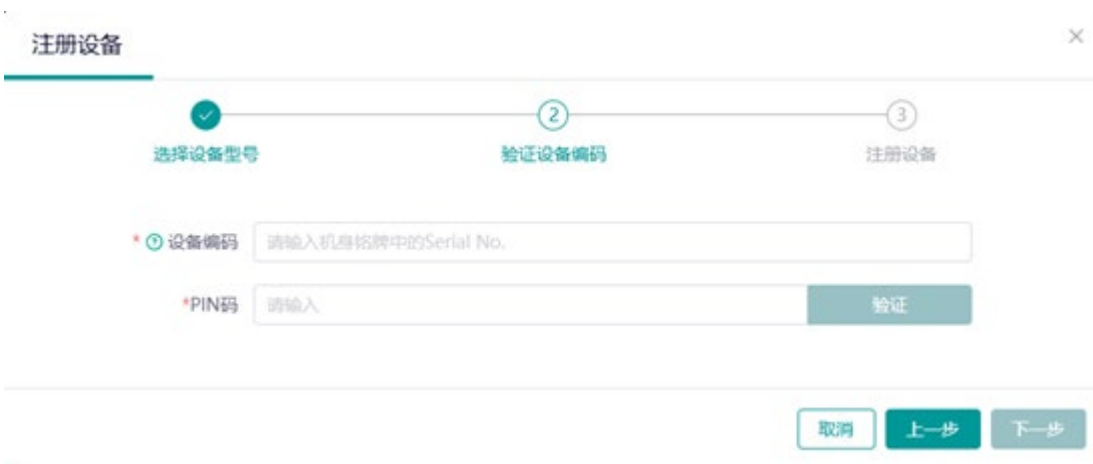 注册设备
2
3
选择设备型号
验证设备编码
注册设备
* 设备编码
请输入机身铭牌中的Serial No.
*PIN码
请输入
验证
取消
上一步
下一步